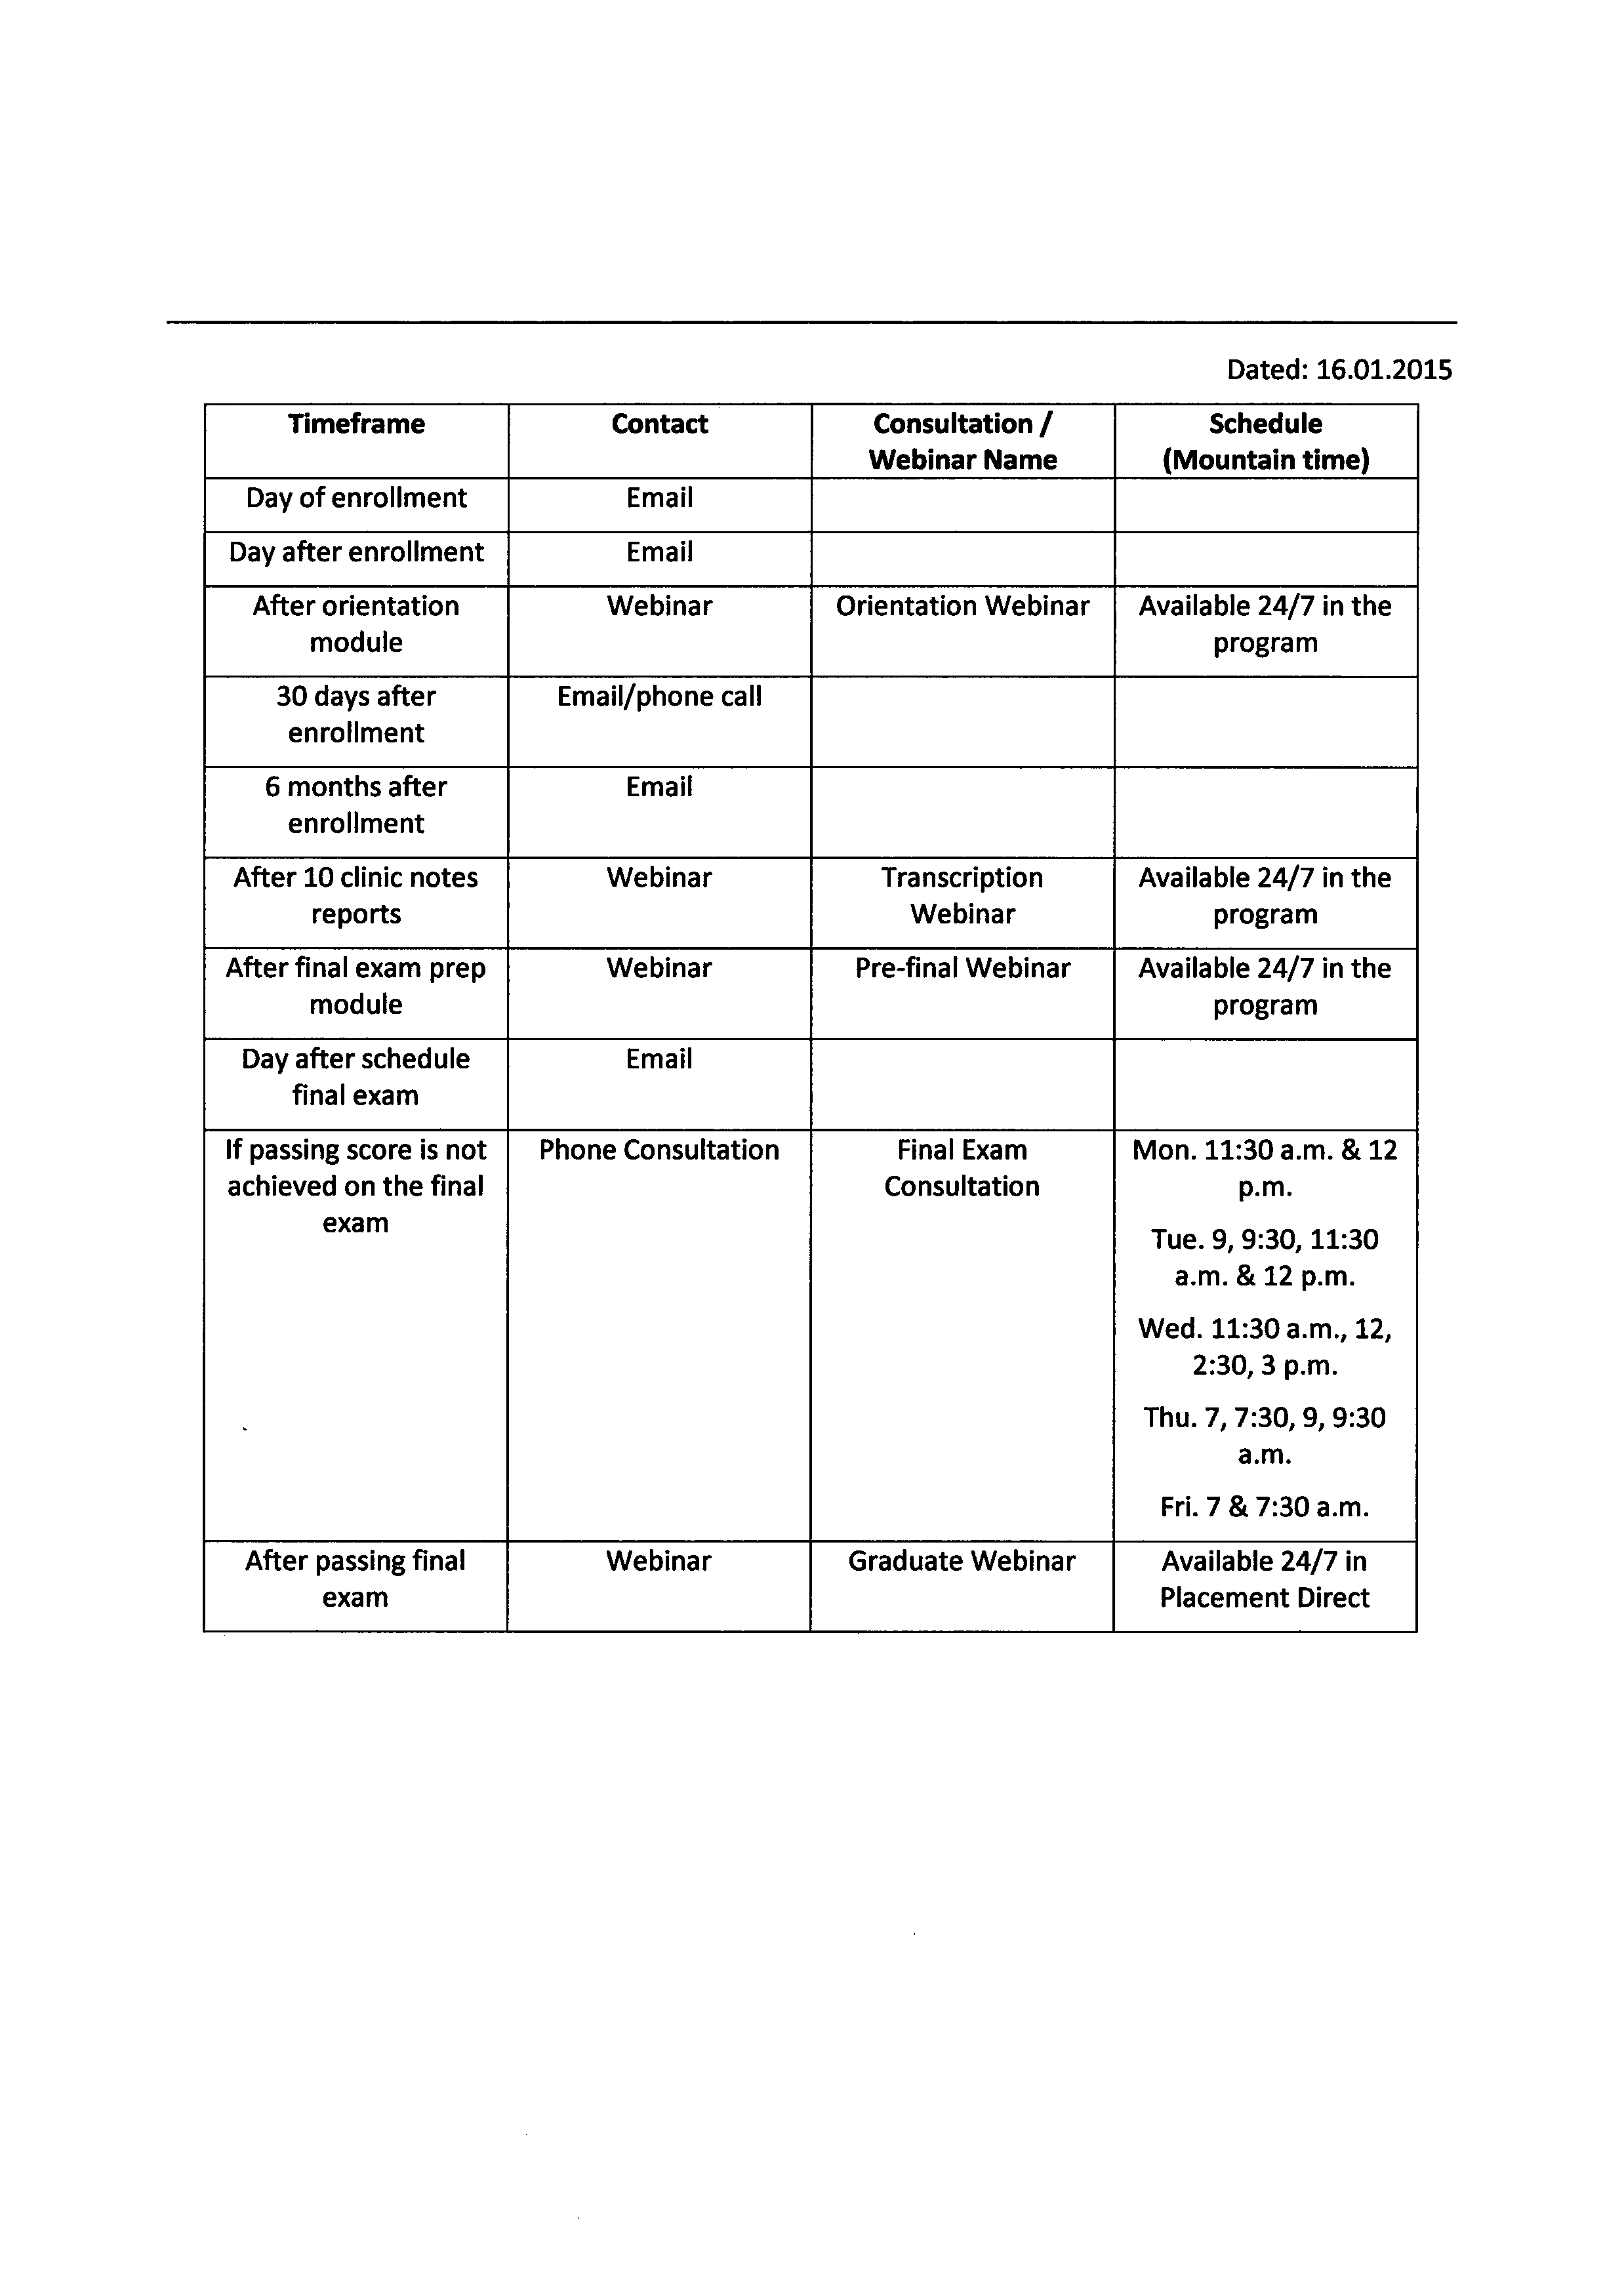 Dated: 16.01.2015
Timeframe Contact Consultation / Schedule
Webinar Name (Mountain time)
Day of enrollment Email
Day after enrollment Email
After orientation Webinar Orientation Webinar Available 24/7 in the
module program
30 days after Email/phone call
enrollment
6 months after Email
enrollment
After 10 clinic notes Webinar Transcription Available 24/7 in the
reports Webinar program
After final exam prep Webinar Pre-final Webinar Available 24/7 in the
module program
Day after schedule Email
final exam
If passing score is not Phone Consultation Final Exam Mon. 11:30 a.m. & 12
achieved on the final Consultation p.m.
exam
Tue. 9, 9:30, 11:30
a.m. & 12 p.m.
Wed. 11:30 a.m., 12,
2:30, 3 p.m.
Thu. 7, 7:30, 9, 9:30
a.m.
Fri. 7 & 7:30 a.m.
After passing final Webinar Graduate Webinar Available 24/7 in
exam Placement Direct